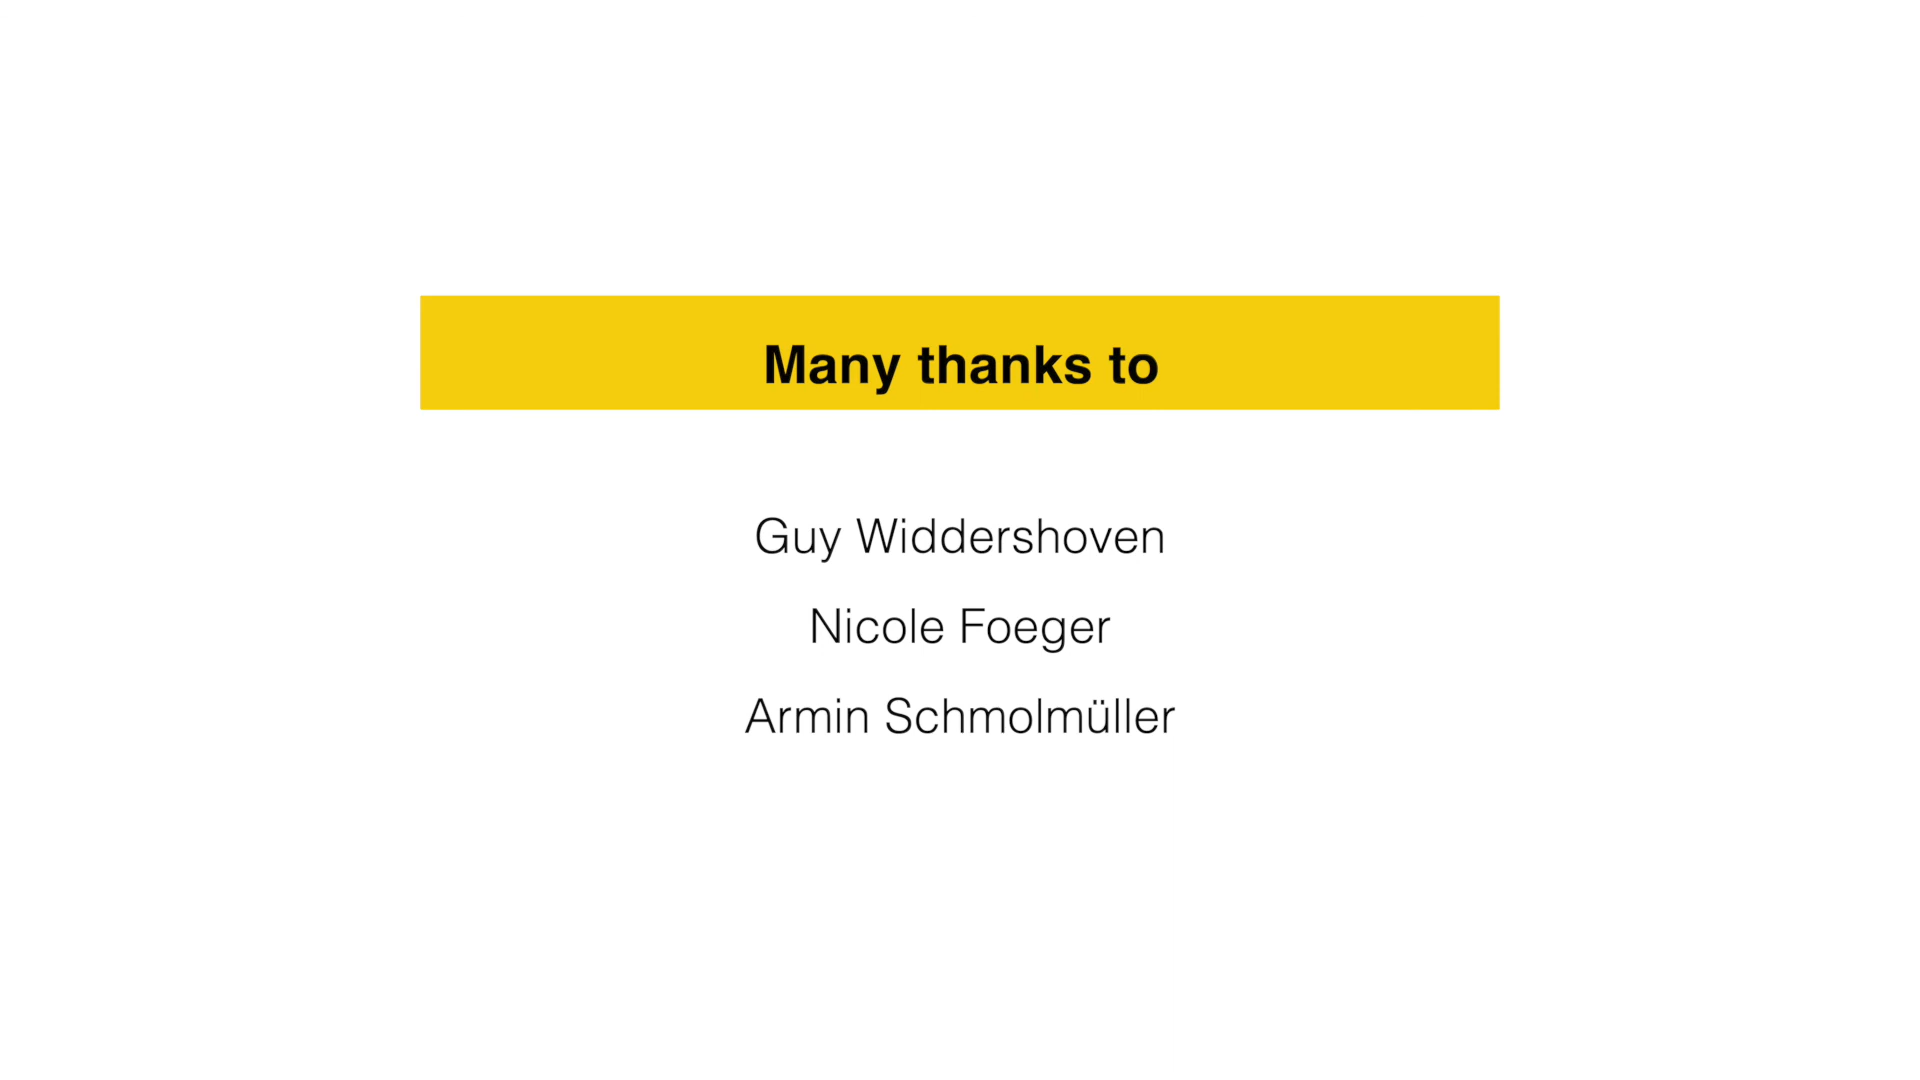 Many thanks to
Guy Widdershoven
Nicole Foeger
Armin Schmolmüller